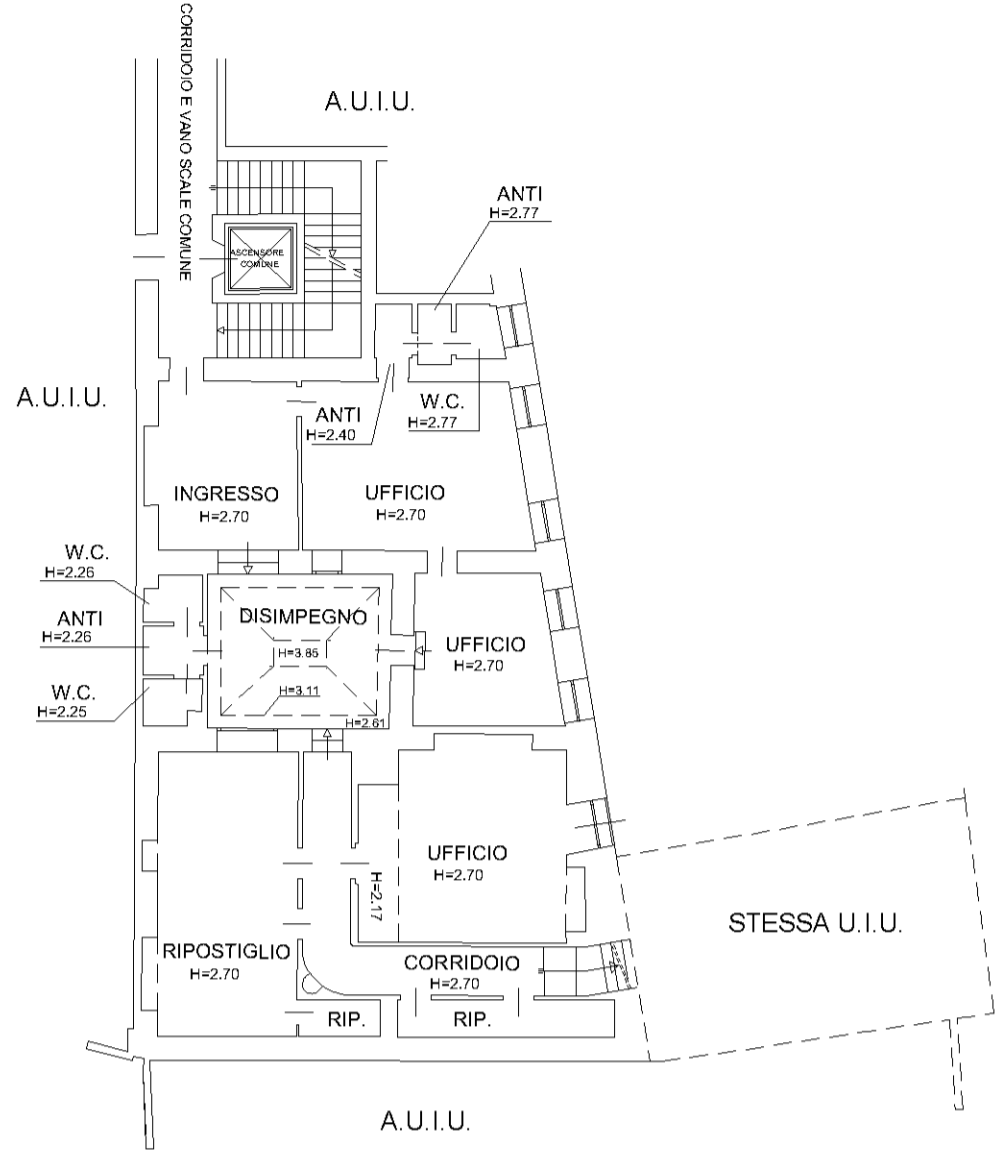 CORRIDOIO E VANO SCALE COMUNE
A.U.I.U.
ANTI
H=2.77
ASCENSORE
COMUNE
A.U.I.U.
ANTI
H=2.40
W.C.
H=2.77
INGRESSO
H=2.70
UFFICIO
H=2.70
W.C.
H=2.26
ANTI
H=2.26
W.C.
H=2.25
DISIMPEGNO
H=3.85
H=3.11
H=2.61
UFFICIO
H=2.70
UFFICIO
H=2.70
H=2.17
STESSA U.I.U.
RIPOSTIGLIO
H=2.70
CORRIDOIO
H=2.70
RIP.
RIP.
A.U.I.U.